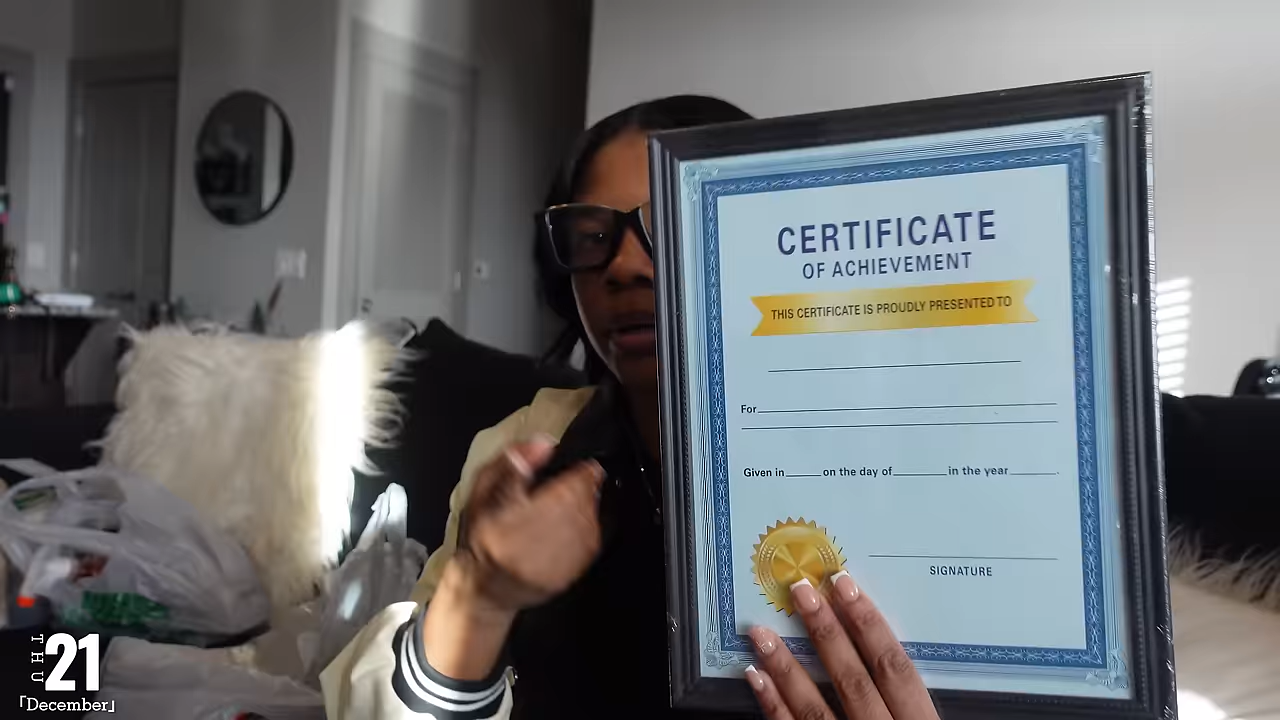 CERTIFICATE
OF ACHIEVEMENT
THIS CERTIFICATE IS PROUDLY PRESENTED TO
For
Given in on the day of in the year .
SIGNATURE
THU 21
「December」